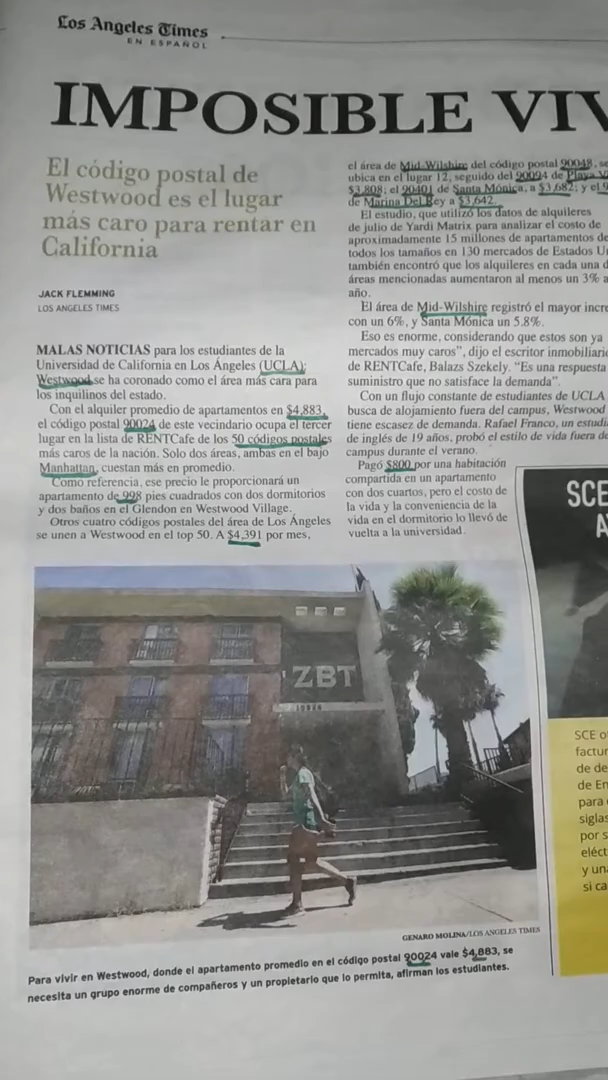 Los Angeles Times
EN ESPAÑOL
IMPOSIBLE VIV
El código postal de
Westwood es el lugar
más caro para rentar en
California
JACK FLEMMING
LOS ANGELES TIMES
MALAS NOTICIAS para los estudiantes de la
Universidad de California en Los Ángeles (UCLA):
Westwood se ha coronado como el área más cara para
los inquilinos del estado.
Con el alquiler promedio de apartamentos en $4,883,
el código postal 90024 de este vecindario ocupa el tercer
lugar en la lista de RENTCafe de los 50 códigos postales
más caros de la nación. Solo dos áreas, ambas en el bajo
Manhattan, cuestan más en promedio.
Como referencia, ese precio le proporcionará un
apartamento de 998 pies cuadrados con dos dormitorios
y dos baños en el Glendon en Westwood Village.
Otros cuatro códigos postales del área de Los Ángeles
se unen a Westwood en el top 50. A $4,391 por mes,
el área de Mid-Wilshire del código postal 90048, se
ubica en el lugar 12, seguido del 90094 de Playa V
$3,808; el 90401 de Santa Mónica, a $3,682; y el
de Marina Del Rey a $3,642.
El estudio, que utilizó los datos de alquileres
de julio de Yardi Matrix para analizar el costo de
aproximadamente 15 millones de apartamentos de
todos los tamaños en 130 mercados de Estados Un
también encontró que los alquileres en cada una d
áreas mencionadas aumentaron al menos un 3% a
año.
El área de Mid-Wilshire registró el mayor incre
con un 6%, y Santa Mónica un 5.8%.
Eso es enorme, considerando que estos son ya
mercados muy caros”, dijo el escritor inmobiliario
de RENTCafe, Balazs Szekely. “Es una respuesta
suministro que no satisface la demanda”.
Con un flujo constante de estudiantes de UCLA
busca de alojamiento fuera del campus, Westwood
tiene escasez de demanda. Rafael Franco, un estudi
de inglés de 19 años, probó el estilo de vida fuera de
campus durante el verano.
Pagó $800 por una habitación
compartida en un apartamento
con dos cuartos, pero el costo de
la vida y la conveniencia de la
vida en el dormitorio lo llevó de
vuelta a la universidad.
ZBT
GENARO MOLINA/LOS ANGELES TIMES
Para vivir en Westwood, donde el apartamento promedio en el código postal 90024 vale $4,883, se
necesita un grupo enorme de compañeros y un propietario que lo permita, afirman los estudiantes.
SCE
A
SCE o
factur
de de
de En
para
siglas
por s
eléct
y un
si ca